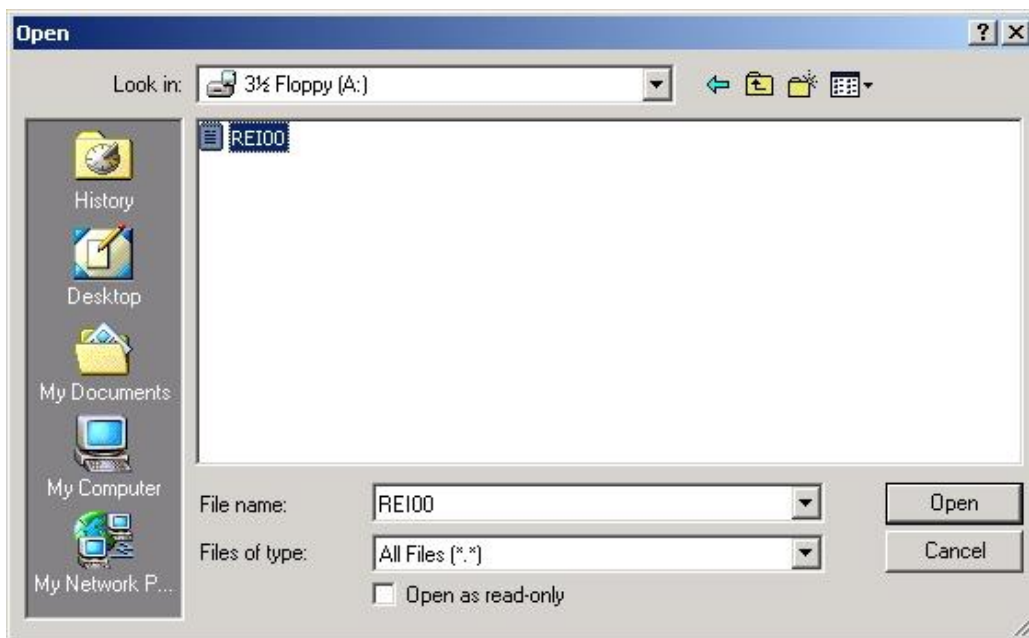 Open
Look in: 3½ Floppy (A:)
REI00
History
Desktop
My Documents
My Computer
My Network P...
File name: REI00 Open
Files of type: All Files (*.*) Cancel
Open as read-only